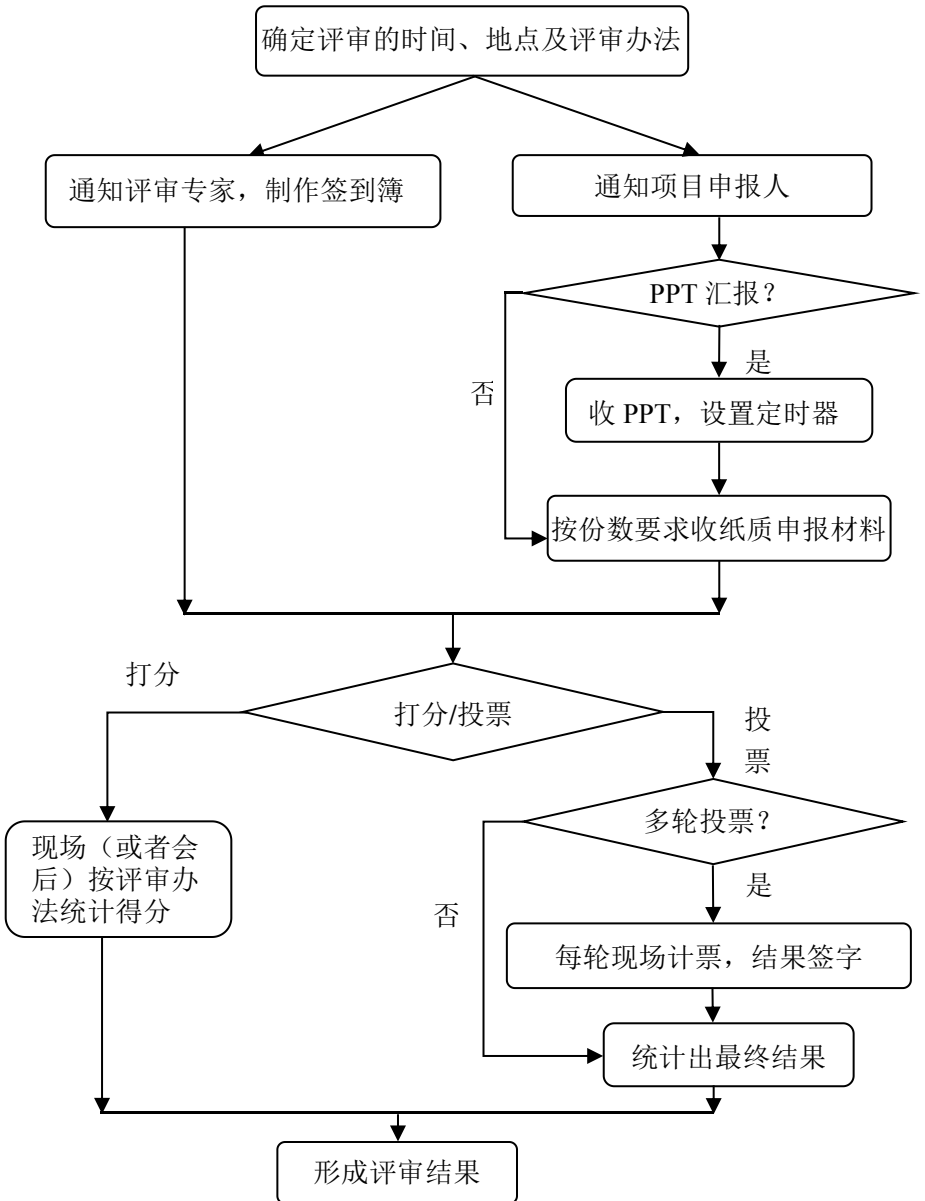 确定评审的时间、地点及评审办法
通知评审专家，制作签到簿
通知项目申报人
PPT 汇报？
是
否
收 PPT，设置定时器
按份数要求收纸质申报材料
打分
打分/投票
投
票
多轮投票？
现场（或者会
后）按评审办
法统计得分
是
否
每轮现场计票，结果签字
统计出最终结果
形成评审结果